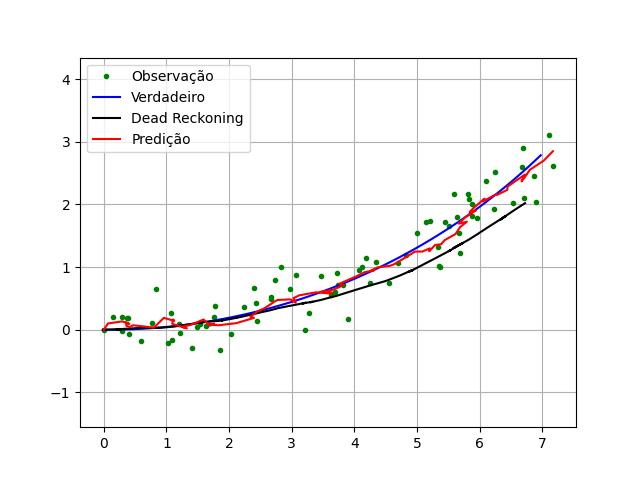 Observação
Verdadeiro
Dead Reckoning
Predição
4
3
2
1
0
−1
0 1 2 3 4 5 6 7